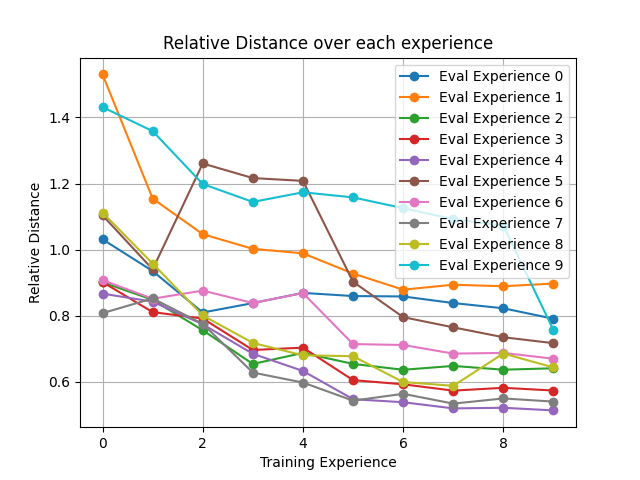 Relative Distance over each experience
Eval Experience 0
Eval Experience 1
Eval Experience 2
Eval Experience 3
Eval Experience 4
Eval Experience 5
Eval Experience 6
Eval Experience 7
Eval Experience 8
Eval Experience 9
Relative Distance
1.4
1.2
1.0
0.8
0.6
0 2 4 6 8
Training Experience